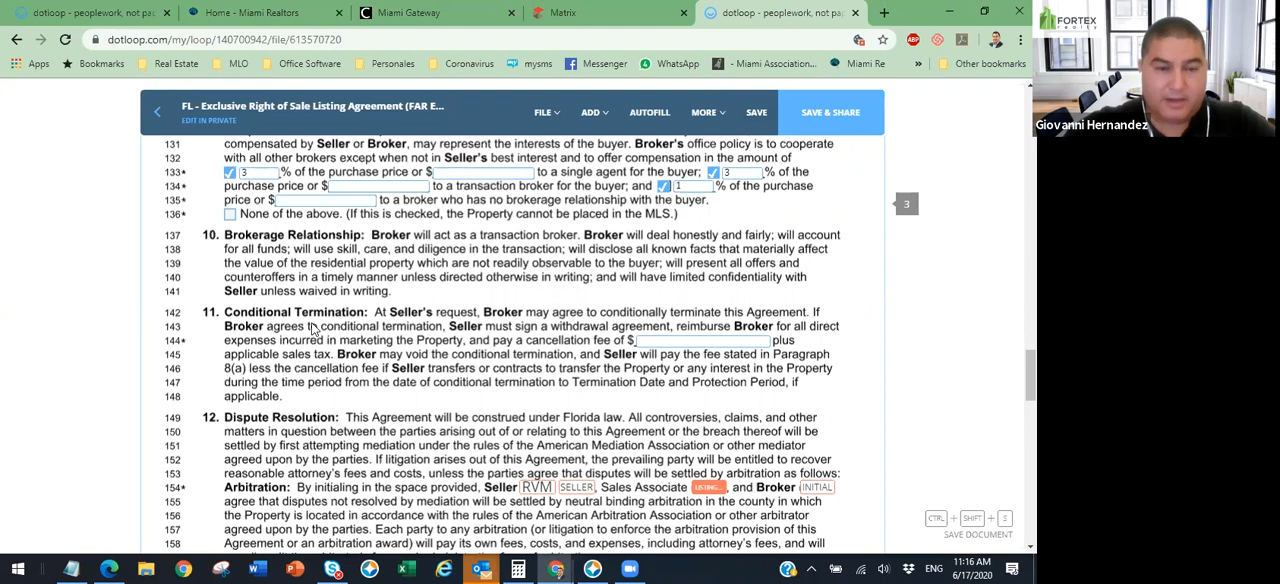 dotloop - peoplework, not pac
Home - Miami Realtors
Miami Gateway
Matrix
dotloop - peoplework, not pap
dotloop.com/my/loop/140700942/file/613570720
Apps
Bookmarks
Real Estate
MLO
Office Software
Personales
Coronavirus
mysms
Messenger
WhatsApp
- Miami Association...
Miami Re
»
Other bookmarks
FORTEX
realty
Giovanni Hernandez
FL - Exclusive Right of Sale Listing Agreement (FAR E...
EDIT IN PRIVATE
FILE
ADD
AUTOFILL
MORE
SAVE
SAVE & SHARE
131 compensated by Seller or Broker, may represent the interests of the buyer. Broker's office policy is to cooperate
132 with all other brokers except when not in Seller's best interest and to offer compensation in the amount of
133* 3 % of the purchase price or $ to a single agent for the buyer; 3 % of the
134* purchase price or $ to a transaction broker for the buyer; and 1 % of the purchase
135* price or $ to a broker who has no brokerage relationship with the buyer.
136* None of the above. (If this is checked, the Property cannot be placed in the MLS.)
3
137 10. Brokerage Relationship: Broker will act as a transaction broker. Broker will deal honestly and fairly; will account
138 for all funds; will use skill, care, and diligence in the transaction; will disclose all known facts that materially affect
139 the value of the residential property which are not readily observable to the buyer; will present all offers and
140 counteroffers in a timely manner unless directed otherwise in writing; and will have limited confidentiality with
141 Seller unless waived in writing.
142 11. Conditional Termination: At Seller's request, Broker may agree to conditionally terminate this Agreement. If
143 Broker agrees to conditional termination, Seller must sign a withdrawal agreement, reimburse Broker for all direct
144* expenses incurred in marketing the Property, and pay a cancellation fee of $ plus
145 applicable sales tax. Broker may void the conditional termination, and Seller will pay the fee stated in Paragraph
146 8(a) less the cancellation fee if Seller transfers or contracts to transfer the Property or any interest in the Property
147 during the time period from the date of conditional termination to Termination Date and Protection Period, if
148 applicable.
149 12. Dispute Resolution: This Agreement will be construed under Florida law. All controversies, claims, and other
150 matters in question between the parties arising out of or relating to this Agreement or the breach thereof will be
151 settled by first attempting mediation under the rules of the American Mediation Association or other mediator
152 agreed upon by the parties. If litigation arises out of this Agreement, the prevailing party will be entitled to recover
153 reasonable attorney's fees and costs, unless the parties agree that disputes will be settled by arbitration as follows:
154* Arbitration: By initialing in the space provided, Seller RVM SELLER, Sales Associate LISTING..., and Broker INITIAL
155 agree that disputes not resolved by mediation will be settled by neutral binding arbitration in the county in which
156 the Property is located in accordance with the rules of the American Arbitration Association or other arbitrator
157 agreed upon by the parties. Each party to any arbitration (or litigation to enforce the arbitration provision of this
158 Agreement or an arbitration award) will pay its own fees, costs, and expenses, including attorney's fees, and will
CTRL + SHIFT + S
SAVE DOCUMENT
ENG
11:16 AM
6/17/2020